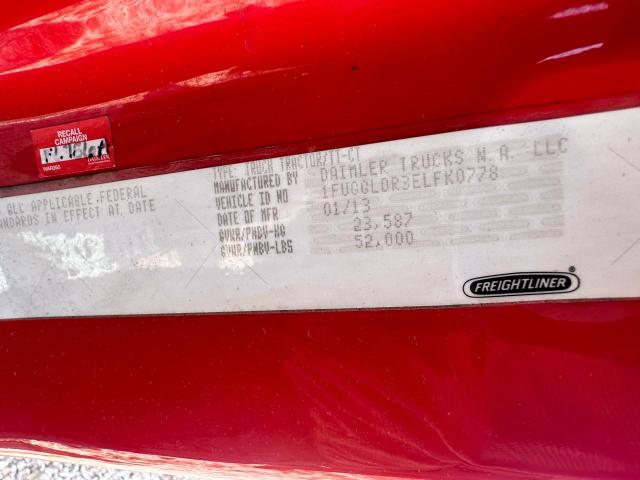 RECALL
CAMPAIGN
ALL APPLICABLE FEDERAL
STANDARDS IN EFFECT AT DATE
TYPE: TRUCK TRACTOR/TT-CT
MANUFACTURED BY DAIMLER TRUCKS N.A. LLC
VEHICLE ID NO 1FUGGLDR3ELFK0778
DATE OF MFR 01/13
GVWR/PNBV-KG 23,587
GVWR/PNBV-LBS 52,000
FREIGHTLINER